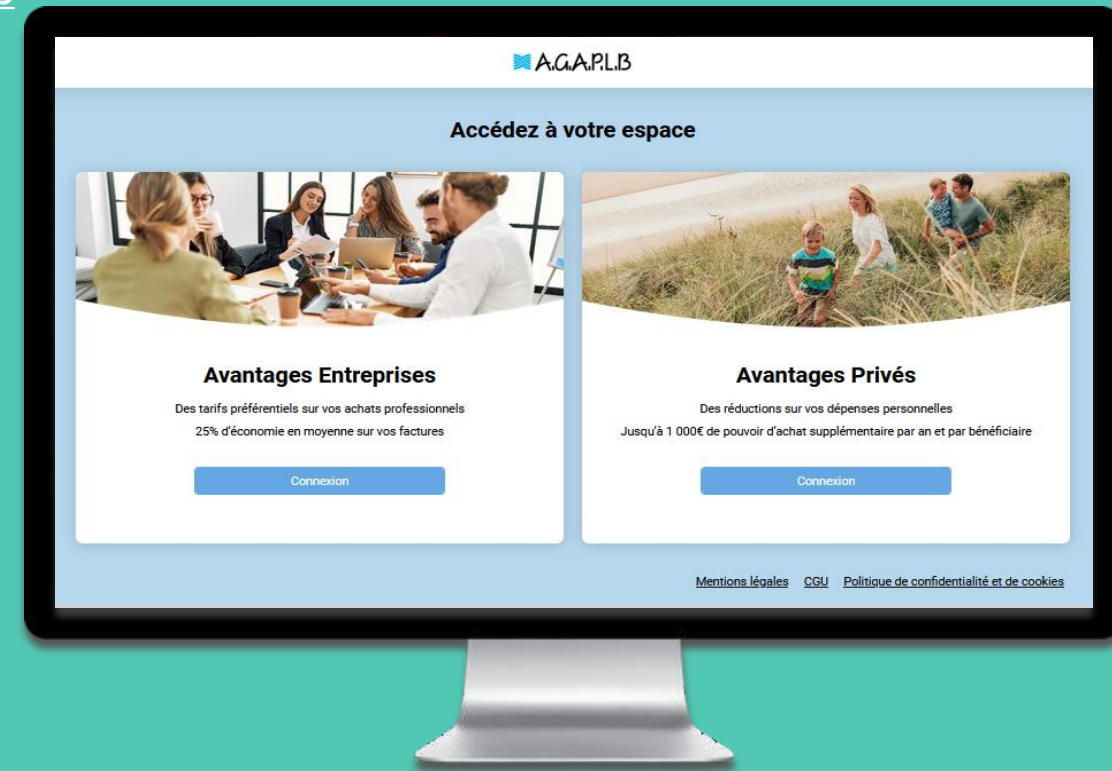 A.G.A.P.L.B
Accédez à votre espace
Avantages Entreprises
Des tarifs préférentiels sur vos achats professionnels
25% d'économie en moyenne sur vos factures
Connexion
Avantages Privés
Des réductions sur vos dépenses personnelles
Jusqu'à 1 000€ de pouvoir d'achat supplémentaire par an et par bénéficiaire
Connexion
Mentions légales CGU Politique de confidentialité et de cookies